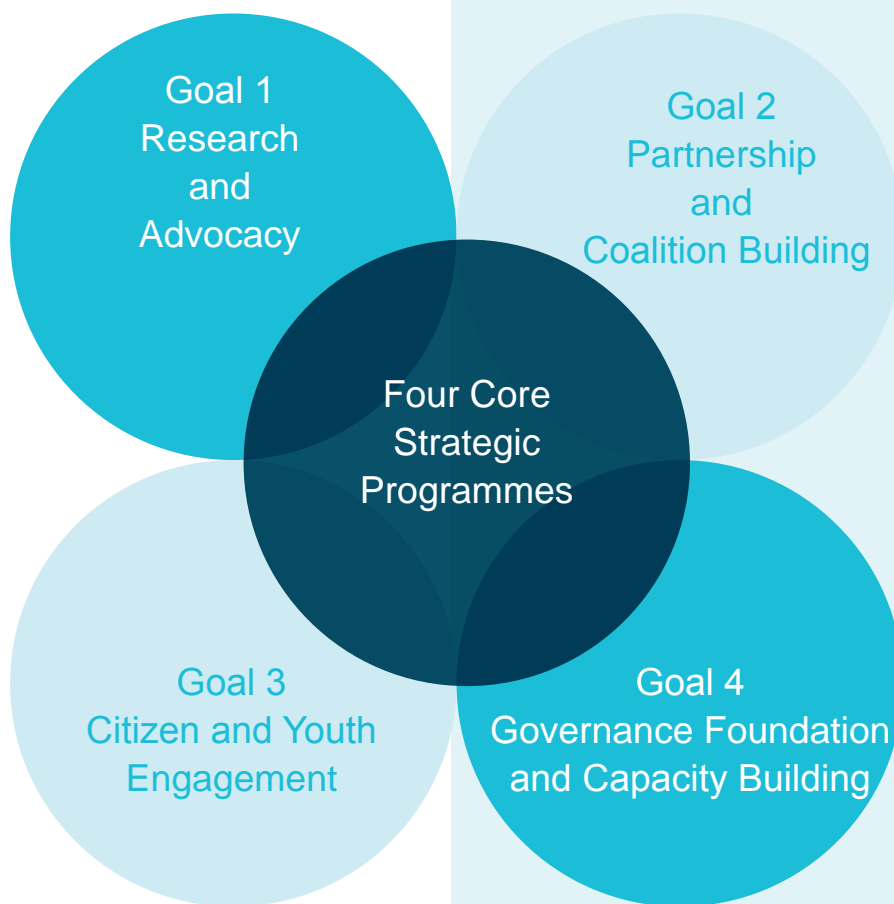 Goal 1
Research
and
Advocacy
Goal 2
Partnership
and
Coalition Building
Four Core
Strategic
Programmes
Goal 3
Citizen and Youth
Engagement
Goal 4
Governance Foundation
and Capacity Building